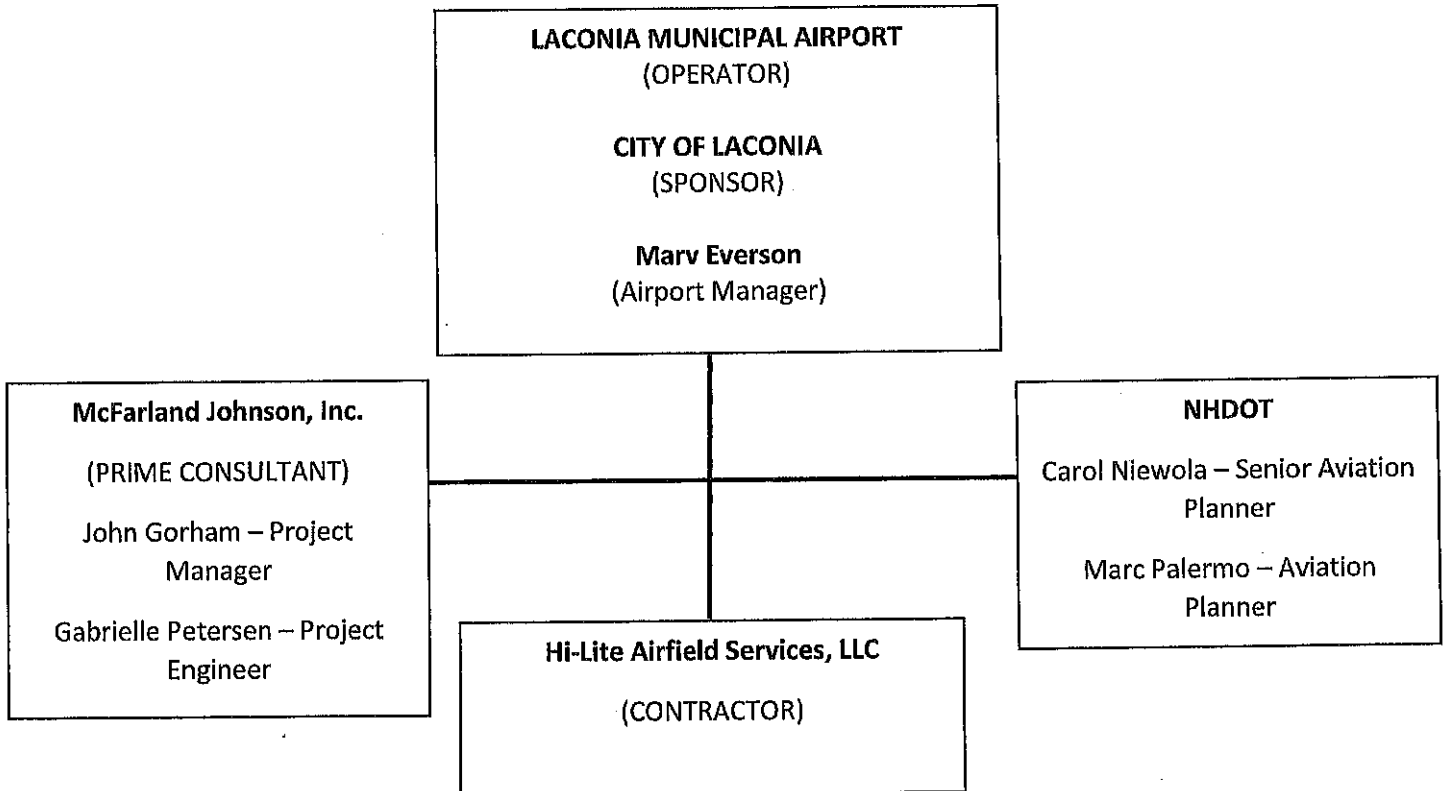 LACONIA MUNICIPAL AIRPORT
(OPERATOR)
CITY OF LACONIA
(SPONSOR)
Marv Everson
(Airport Manager)
McFarland Johnson, Inc.
(PRIME CONSULTANT)
John Gorham – Project
Manager
Gabrielle Petersen – Project
Engineer
NHDOT
Carol Niewola – Senior Aviation
Planner
Marc Palermo – Aviation
Planner
Hi-Lite Airfield Services, LLC
(CONTRACTOR)